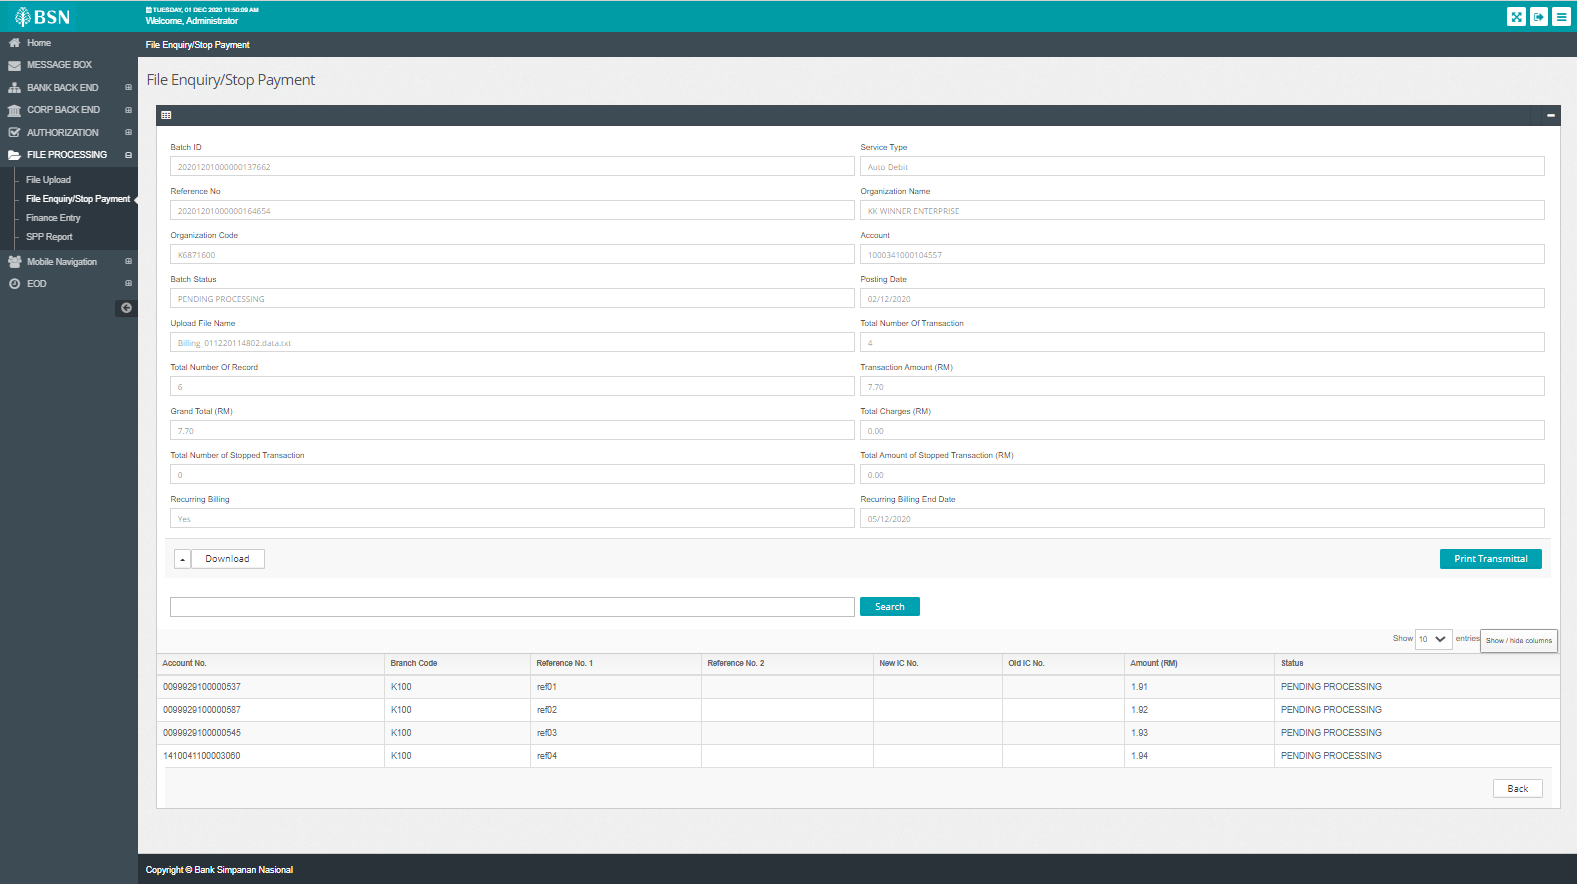 BSN
TUESDAY, 01 DEC 2020 11:50:09 AM
Welcome, Administrator
Home
MESSAGE BOX
BANK BACK END
CORP BACK END
AUTHORIZATION
FILE PROCESSING
File Upload
File Enquiry/Stop Payment
Finance Entry
SPP Report
Mobile Navigation
EOD
File Enquiry/Stop Payment
File Enquiry/Stop Payment
Batch ID
20201201000000137662
Service Type
Auto Debit
Reference No
20201201000000164654
Organization Name
KK WINNER ENTERPRISE
Organization Code
K6871600
Account
1000341000104557
Batch Status
PENDING PROCESSING
Posting Date
02/12/2020
Upload File Name
Billing_011220114802.data.txt
Total Number Of Transaction
4
Total Number Of Record
6
Transaction Amount (RM)
7.70
Grand Total (RM)
7.70
Total Charges (RM)
0.00
Total Number of Stopped Transaction
0
Total Amount of Stopped Transaction (RM)
0.00
Recurring Billing
Yes
Recurring Billing End Date
05/12/2020
Download
Print Transmittal
Search
Show 10 entries
Show / hide columns
Account No. Branch Code Reference No. 1 Reference No. 2 New IC No. Old IC No. Amount (RM) Status
0099929100000537 K100 ref01 1.91 PENDING PROCESSING
0099929100000587 K100 ref02 1.92 PENDING PROCESSING
0099929100000545 K100 ref03 1.93 PENDING PROCESSING
1410041100003060 K100 ref04 1.94 PENDING PROCESSING
Back
Copyright © Bank Simpanan Nasional